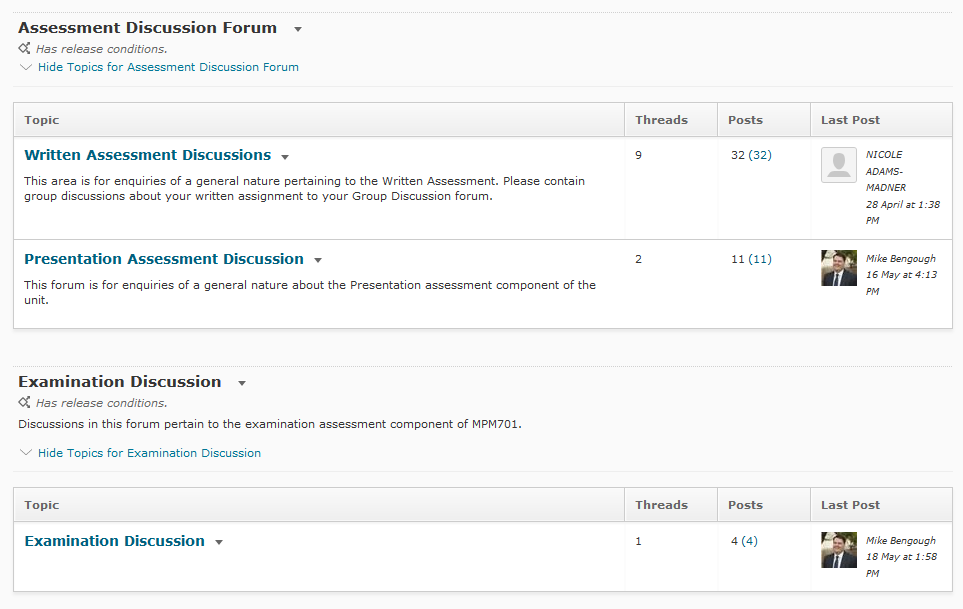 Assessment Discussion Forum
Has release conditions.
Hide Topics for Assessment Discussion Forum
Topic Threads Posts Last Post
Written Assessment Discussions
This area is for enquiries of a general nature pertaining to the Written Assessment. Please contain
group discussions about your written assignment to your Group Discussion forum.
9
32 (32)
NICOLE
ADAMS-
MADNER
28 April at 1:38
PM
Presentation Assessment Discussion
This forum is for enquiries of a general nature about the Presentation assessment component of the
unit.
2
11 (11)
Mike Bengough
16 May at 4:13
PM
Examination Discussion
Has release conditions.
Discussions in this forum pertain to the examination assessment component of MPM701.
Hide Topics for Examination Discussion
Topic Threads Posts Last Post
Examination Discussion
1
4 (4)
Mike Bengough
18 May at 1:58
PM